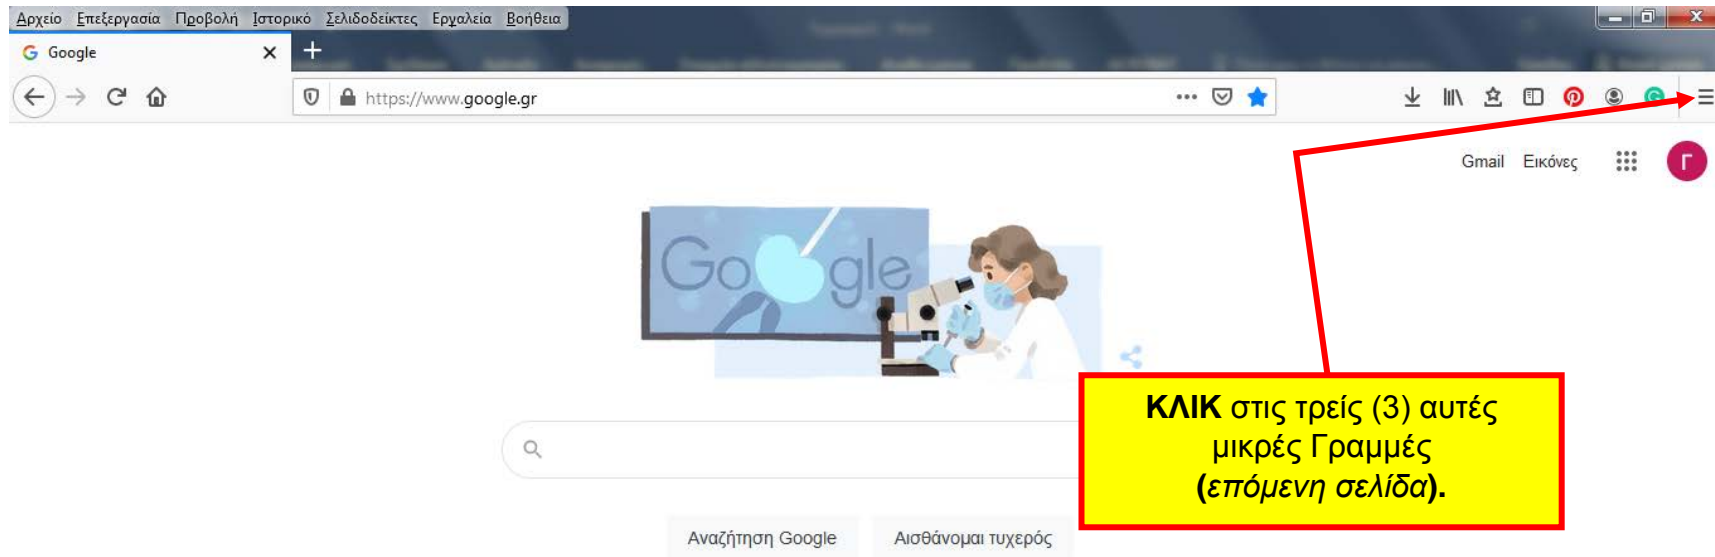 Αρχείο Επεξεργασία Προβολή Ιστορικό Σελιδοδείκτες Εργαλεία Βοήθεια
Google
https://www.google.gr
Gmail Εικόνες Γ
Google
ΚΛΙΚ στις τρείς (3) αυτές
μικρές Γραμμές
(επόμενη σελίδα).
Αναζήτηση Google Αισθάνομαι τυχερός